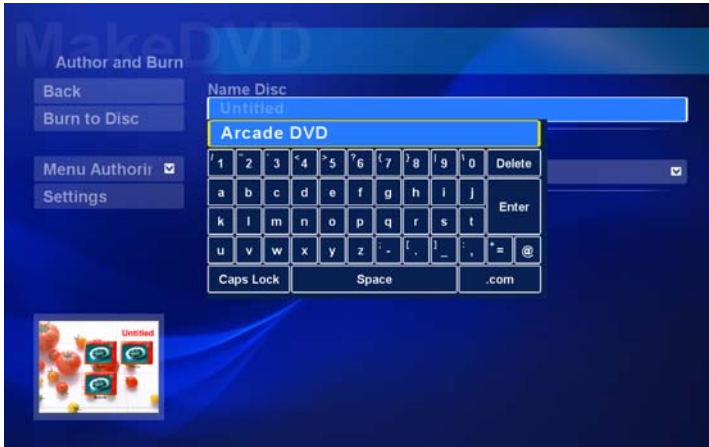 MakeDVD
Author and Burn
Back
Burn to Disc
Menu Authorir
Settings
Name Disc
Untitled
Arcade DVD
/ 1 " 2 ' 3 < 4 > 5 ? 6 { 7 } 8 | 9 \ 0 Delete
a b c d e f g h i j
Enter
k l m n o p q r s t
u v w x y z ; - [ . ] _ : , * = @
Caps Lock Space .com
Untitled